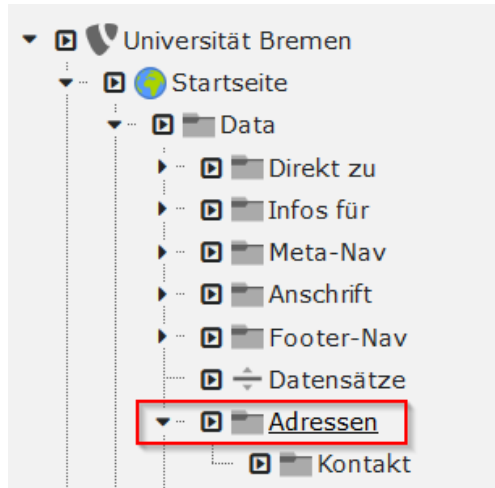 Universität Bremen
Startseite
Data
Direkt zu
Infos für
Meta-Nav
Anschrift
Footer-Nav
Datensätze
Adressen
Kontakt